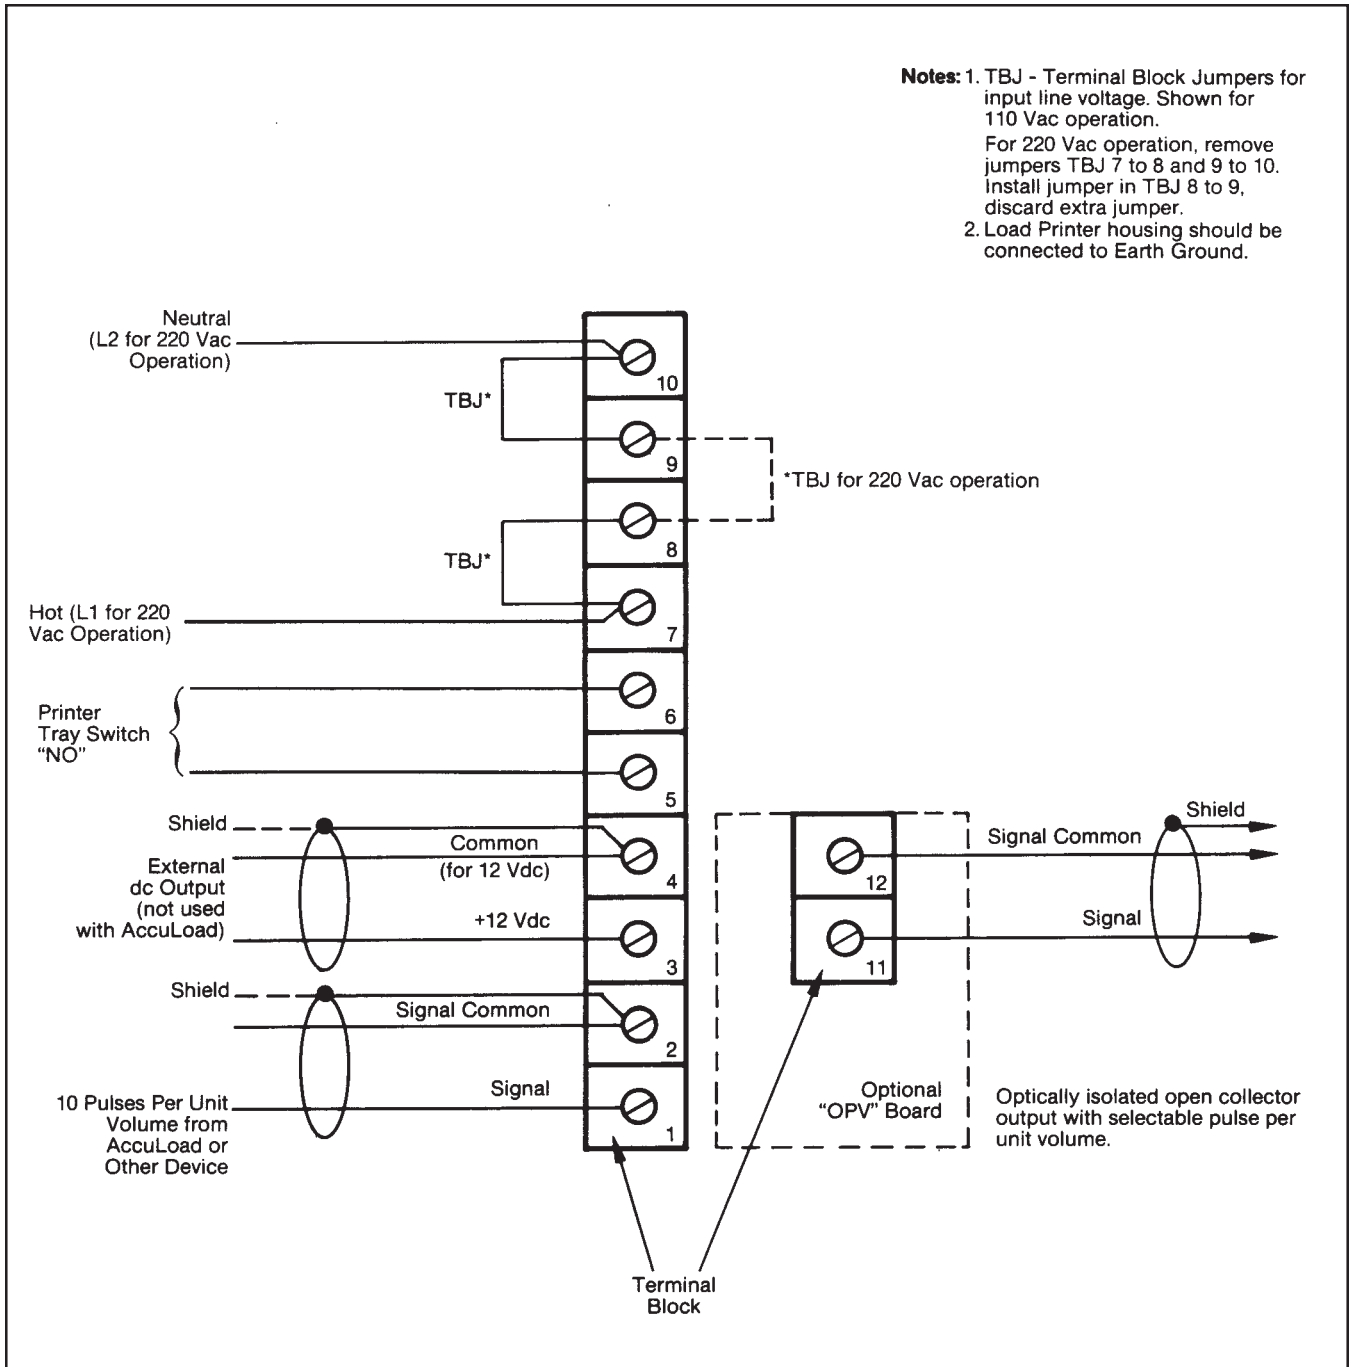 Notes: 1. TBJ - Terminal Block Jumpers for
input line voltage. Shown for
110 Vac operation.
For 220 Vac operation, remove
jumpers TBJ 7 to 8 and 9 to 10.
Install jumper in TBJ 8 to 9,
discard extra jumper.
2. Load Printer housing should be
connected to Earth Ground.
Neutral
(L2 for 220 Vac
Operation)
10
TBJ*
9
*TBJ for 220 Vac operation
8
TBJ*
Hot (L1 for 220
Vac Operation)
7
Printer
Tray Switch
"NO"
6
5
Shield
External
dc Output
(not used
with AccuLoad)
Common
(for 12 Vdc)
4
+12 Vdc
3
Shield
Signal Common
2
10 Pulses Per Unit
Volume from
AccuLoad or
Other Device
Signal
1
Shield
Signal Common
12
Signal
11
Optional
"OPV" Board
Optically isolated open collector
output with selectable pulse per
unit volume.
Terminal
Block